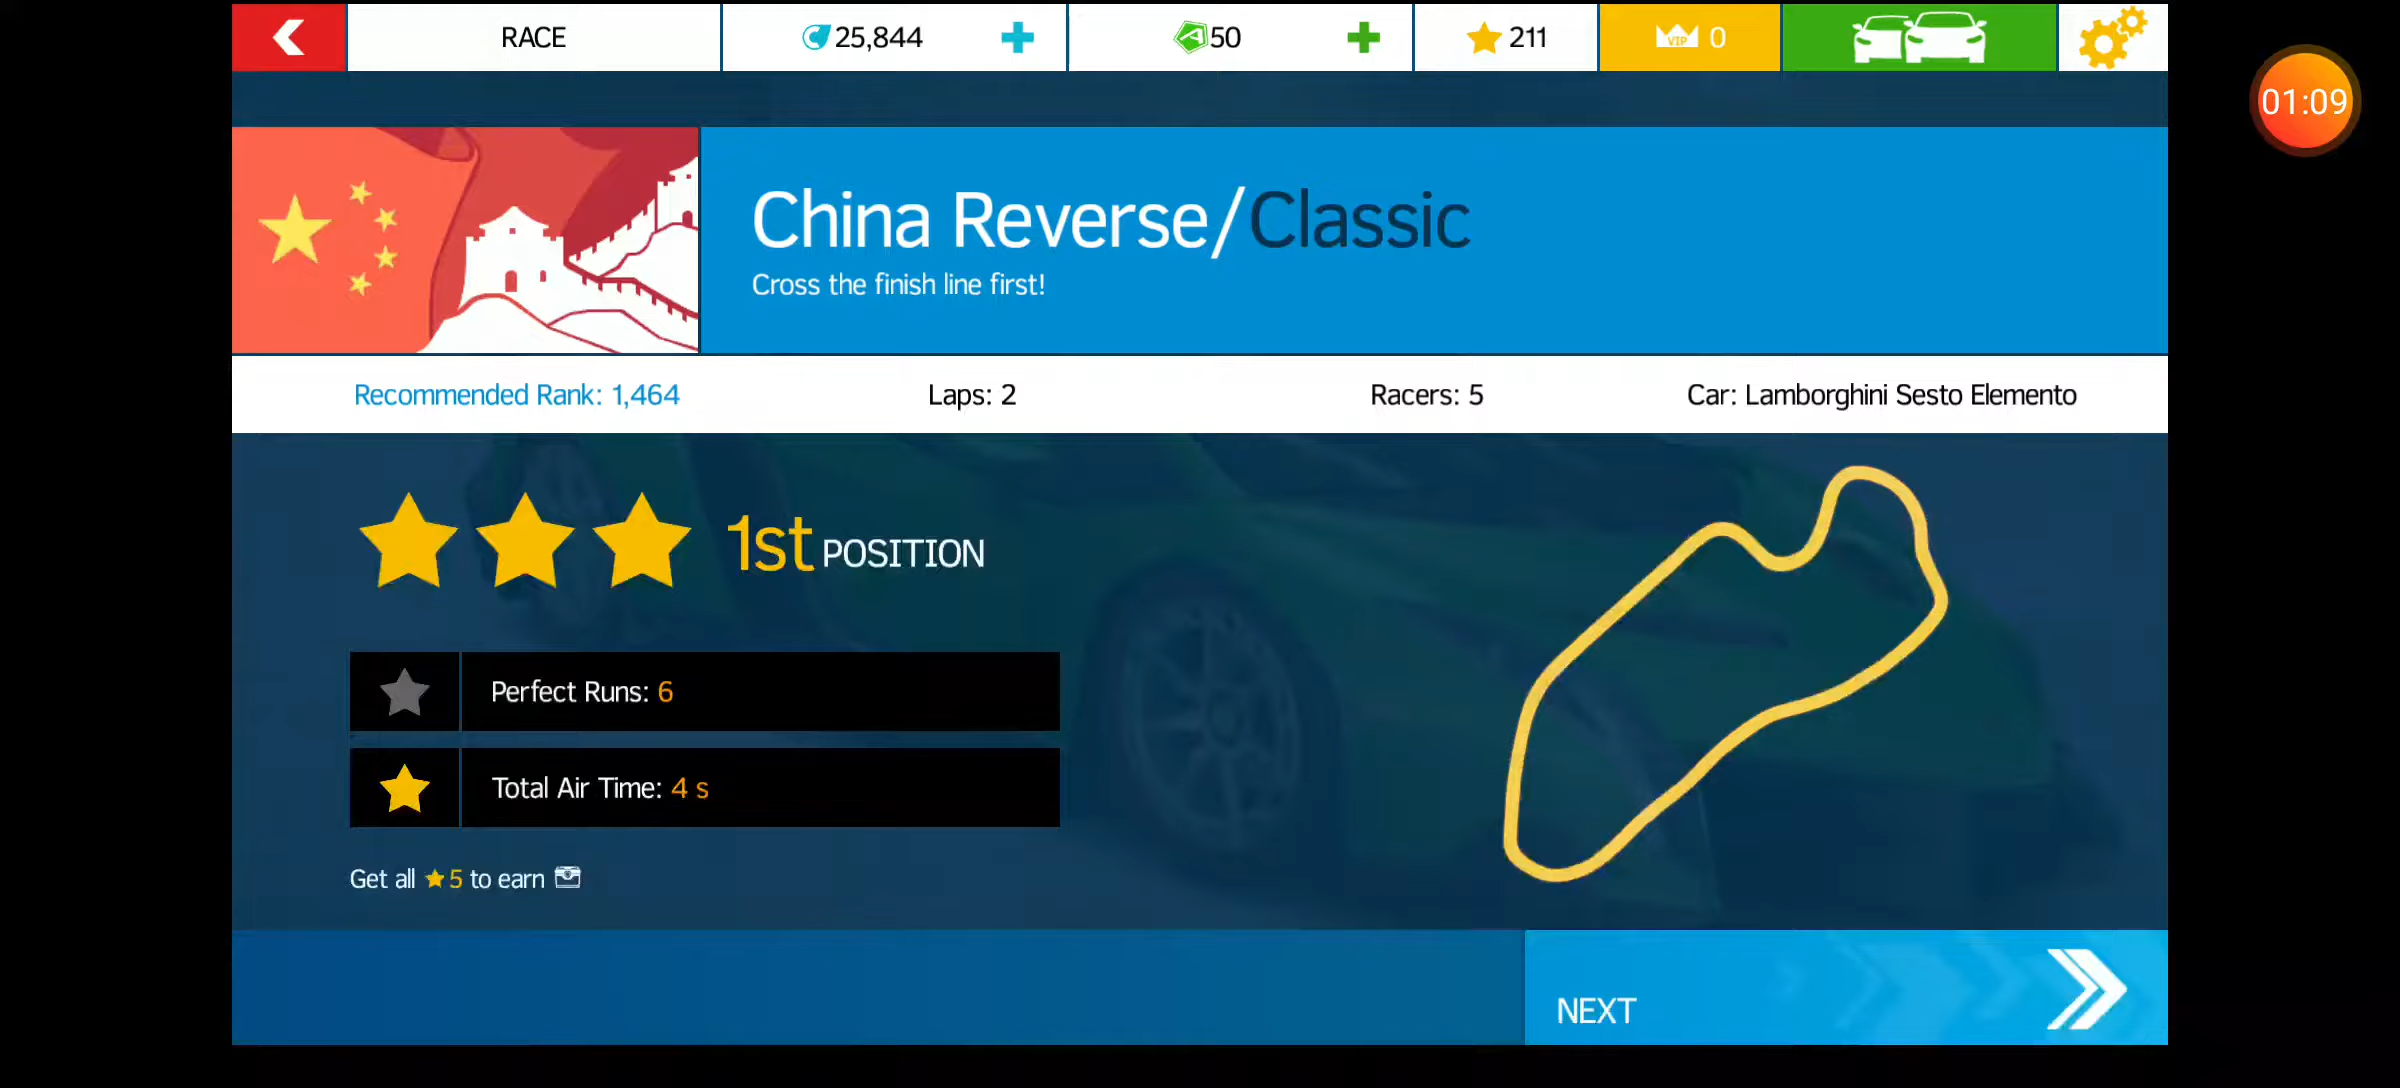 RACE
25,844
50
211
VIP 0
01:09
China Reverse/Classic
Cross the finish line first!
Recommended Rank: 1,464
Laps: 2
Racers: 5
Car: Lamborghini Sesto Elemento
1st POSITION
Perfect Runs: 6
Total Air Time: 4 s
Get all 5 to earn
NEXT